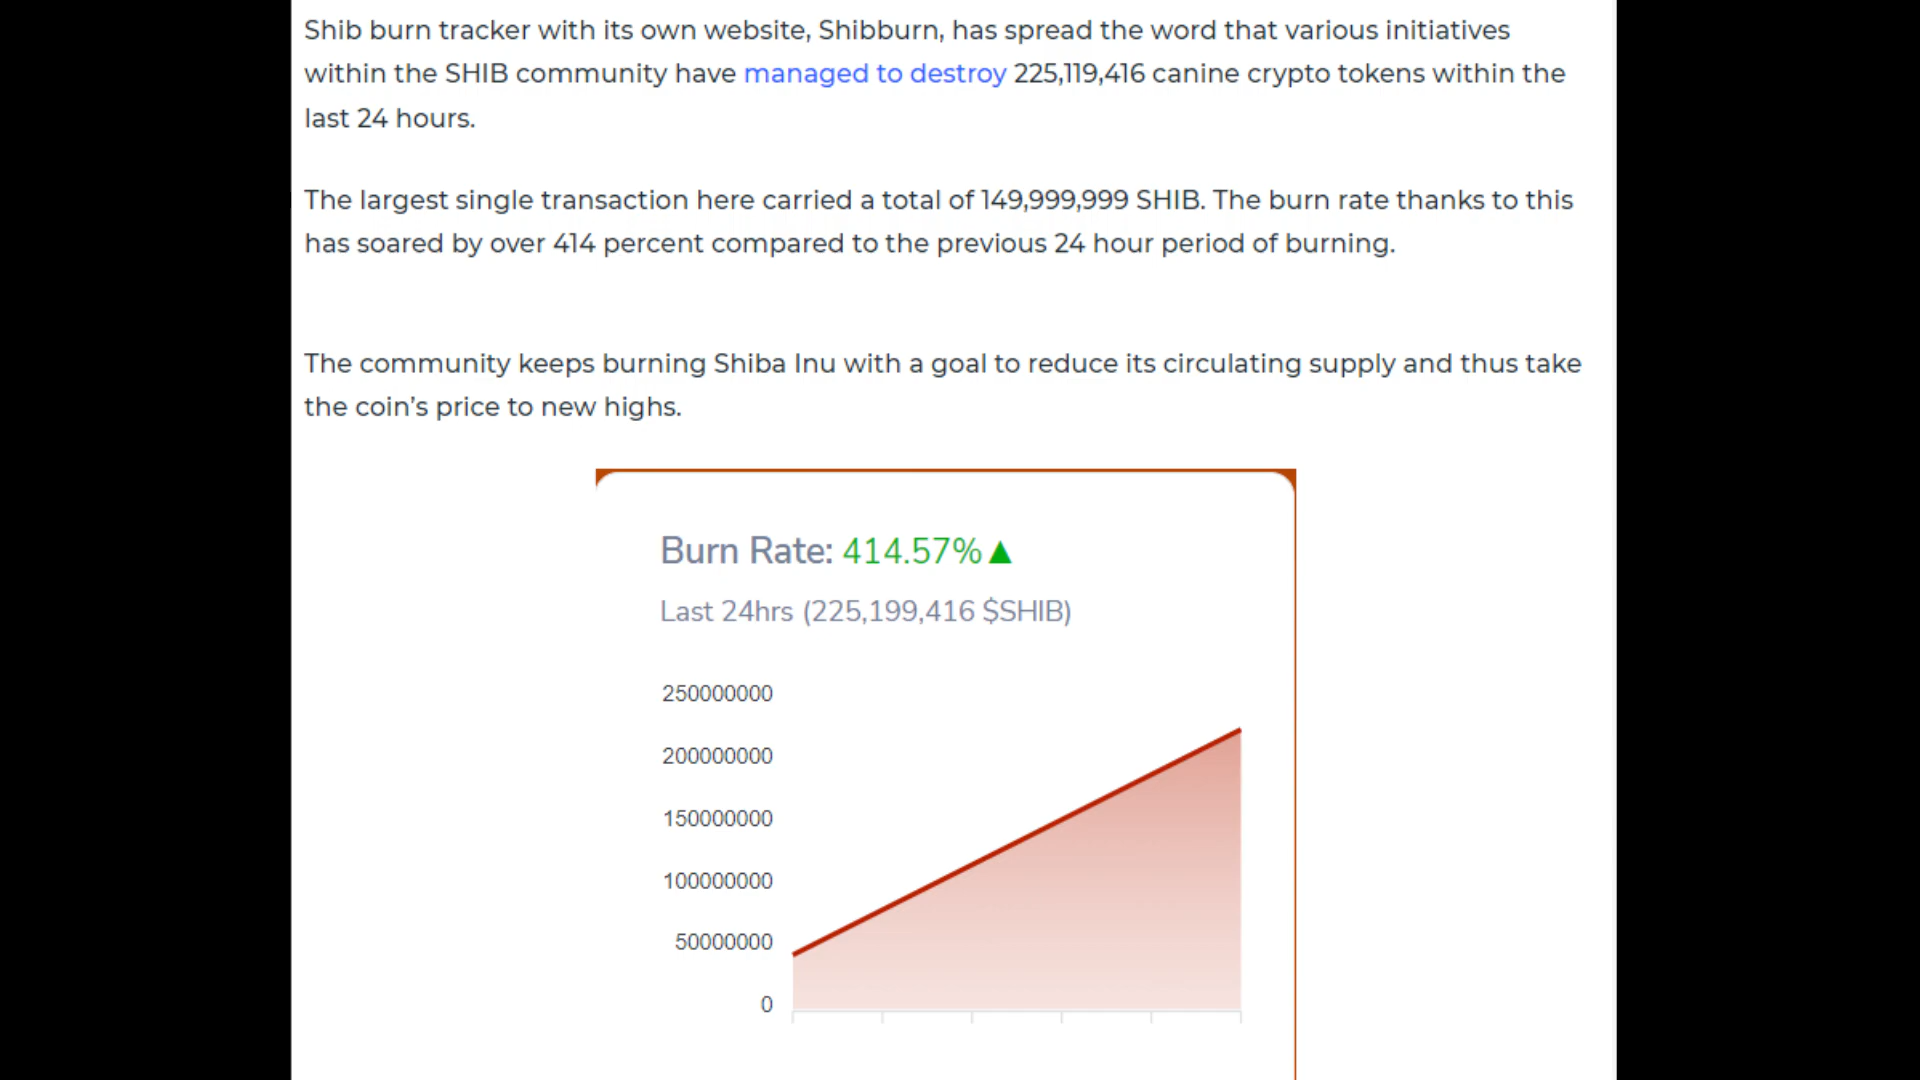 Shib burn tracker with its own website, Shibburn, has spread the word that various initiatives
within the SHIB community have managed to destroy 225,119,416 canine crypto tokens within the
last 24 hours.
The largest single transaction here carried a total of 149,999,999 SHIB. The burn rate thanks to this
has soared by over 414 percent compared to the previous 24 hour period of burning.
The community keeps burning Shiba Inu with a goal to reduce its circulating supply and thus take
the coin’s price to new highs.
Burn Rate: 414.57%▲
Last 24hrs (225,199,416 $SHIB)
250000000
200000000
150000000
100000000
50000000
0